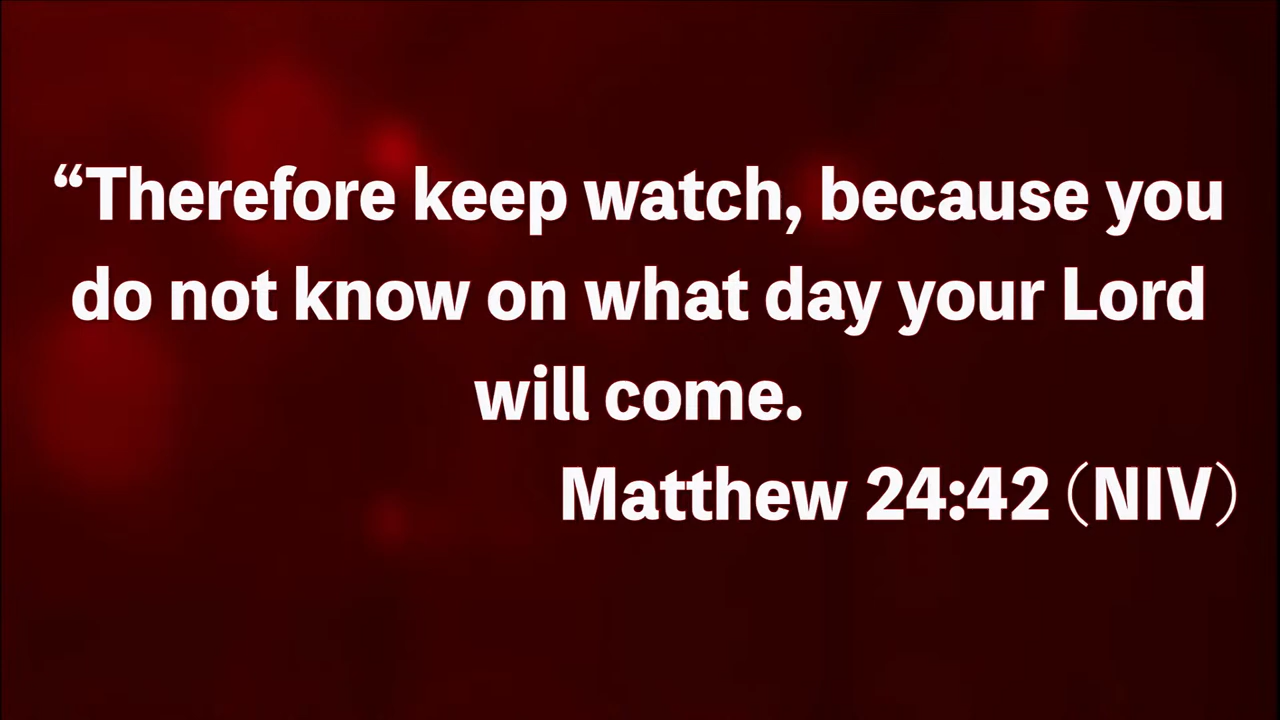 “Therefore keep watch, because you
do not know on what day your Lord
will come.
Matthew 24:42 (NIV)